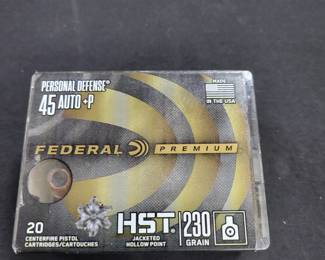 PERSONAL DEFENSE®
45 AUTO +P
MADE
IN THE USA
FEDERAL PREMIUM
20
CENTERFIRE PISTOL
CARTRIDGES/CARTOUCHES
HST®
JACKETED
HOLLOW POINT
230
GRAIN